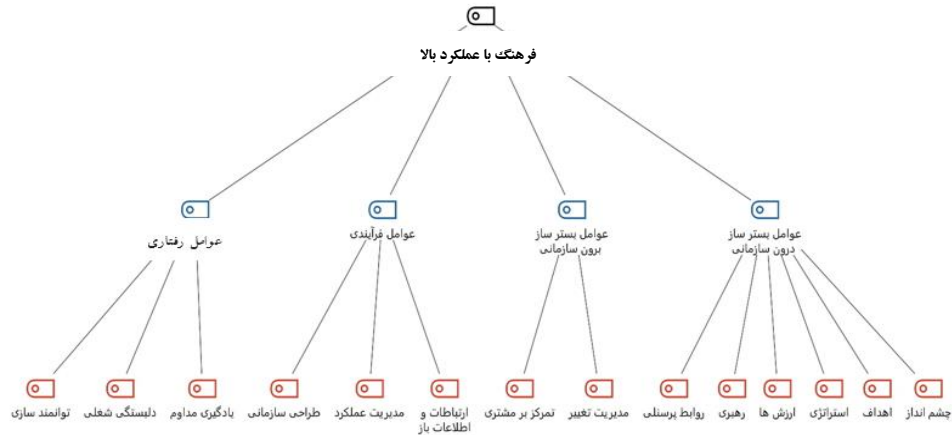 فرهنگ با عملکرد بالا
عوامل بستر ساز
درون سازمانی
عوامل بستر ساز
برون سازمانی
عوامل فرآیندی
عوامل رفتاری
چشم انداز
اهداف
استراتژی
ارزش ها
رهبری
روابط پرسنلی
مدیریت تغییر
تمرکز بر مشتری
ارتباطات و
اطلاعات باز
مدیریت عملکرد
طراحی سازمانی
یادگیری مداوم
دلبستگی شغلی
توانمند سازی